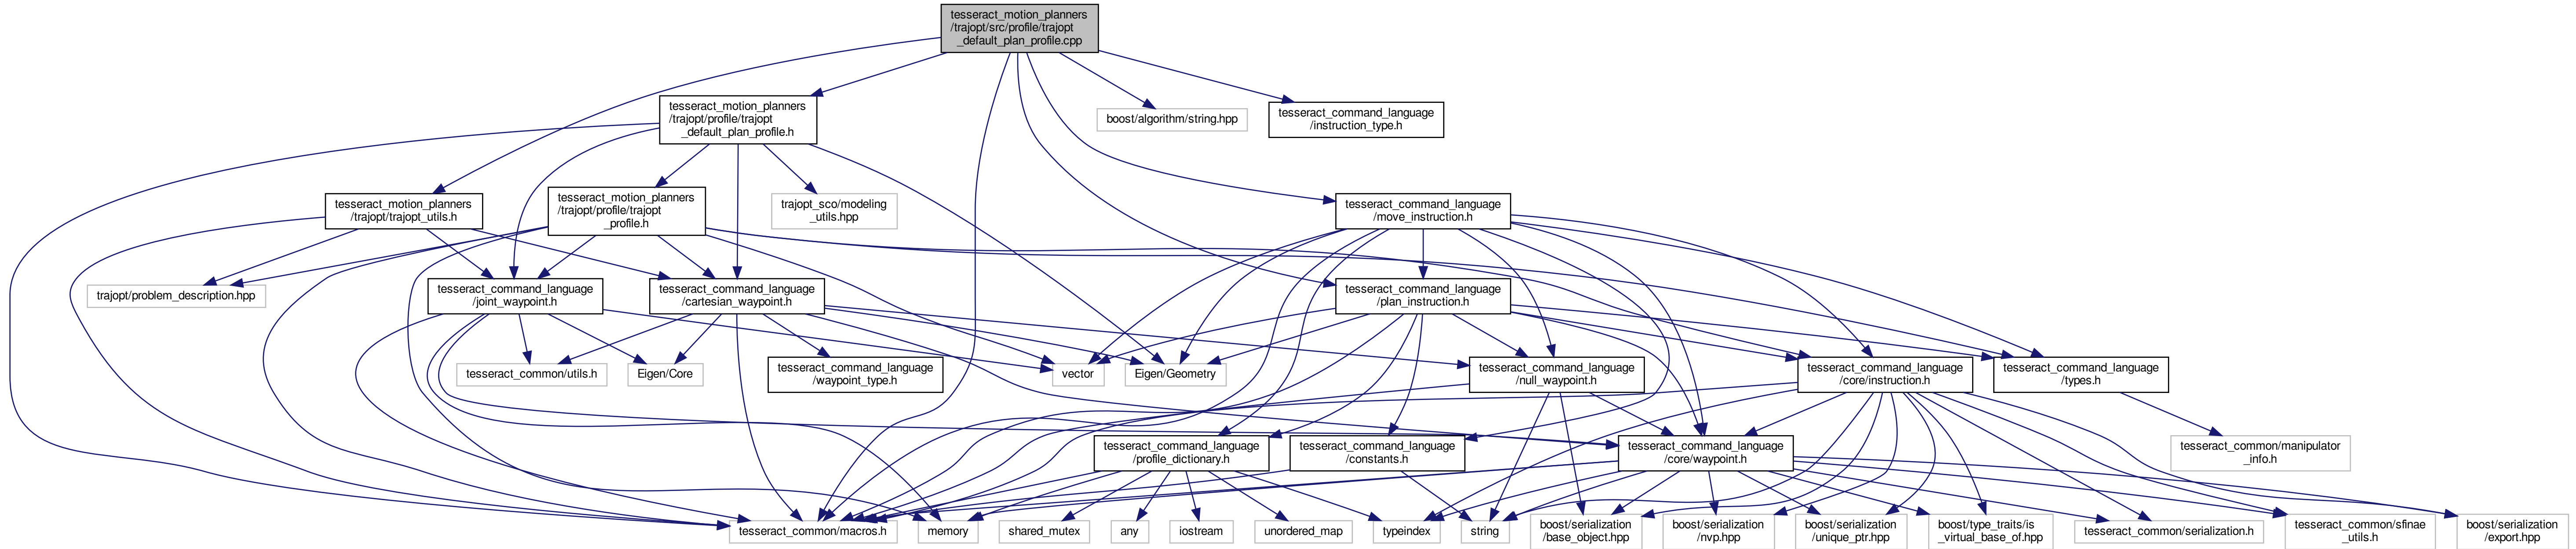 tesseract_motion_planners
/trajopt/src/profile/trajopt
_default_plan_profile.cpp
tesseract_motion_planners
/trajopt/profile/trajopt
_default_plan_profile.h
boost/algorithm/string.hpp
tesseract_command_language
/instruction_type.h
tesseract_motion_planners
/trajopt/trajopt_utils.h
tesseract_motion_planners
/trajopt/profile/trajopt
_profile.h
trajopt_sco/modeling
_utils.hpp
tesseract_command_language
/move_instruction.h
trajopt/problem_description.hpp
tesseract_command_language
/joint_waypoint.h
tesseract_command_language
/cartesian_waypoint.h
tesseract_command_language
/plan_instruction.h
tesseract_common/utils.h
Eigen/Core
tesseract_command_language
/waypoint_type.h
vector
Eigen/Geometry
tesseract_command_language
/null_waypoint.h
tesseract_command_language
/core/instruction.h
tesseract_command_language
/types.h
tesseract_command_language
/profile_dictionary.h
tesseract_command_language
/constants.h
tesseract_command_language
/core/waypoint.h
tesseract_common/manipulator
_info.h
tesseract_common/macros.h
memory
shared_mutex
any
iostream
unordered_map
typeindex
string
boost/serialization
/base_object.hpp
boost/serialization
/nvp.hpp
boost/serialization
/unique_ptr.hpp
boost/type_traits/is
_virtual_base_of.hpp
tesseract_common/serialization.h
tesseract_common/sfinae
_utils.h
boost/serialization
/export.hpp